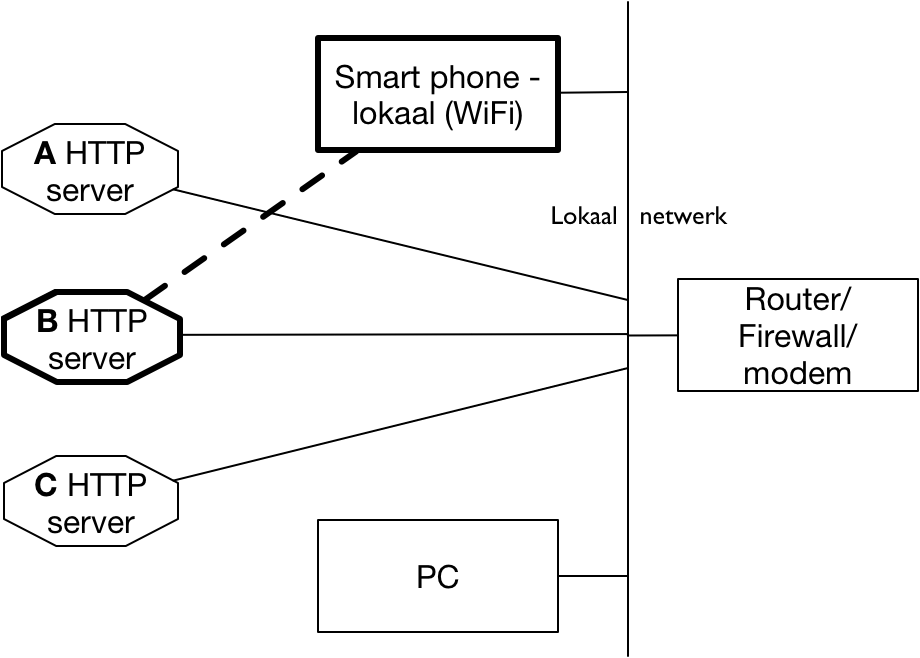 Smart phone -
lokaal (WiFi)
A HTTP
server
Lokaal netwerk
B HTTP
server
Router/
Firewall/
modem
C HTTP
server
PC